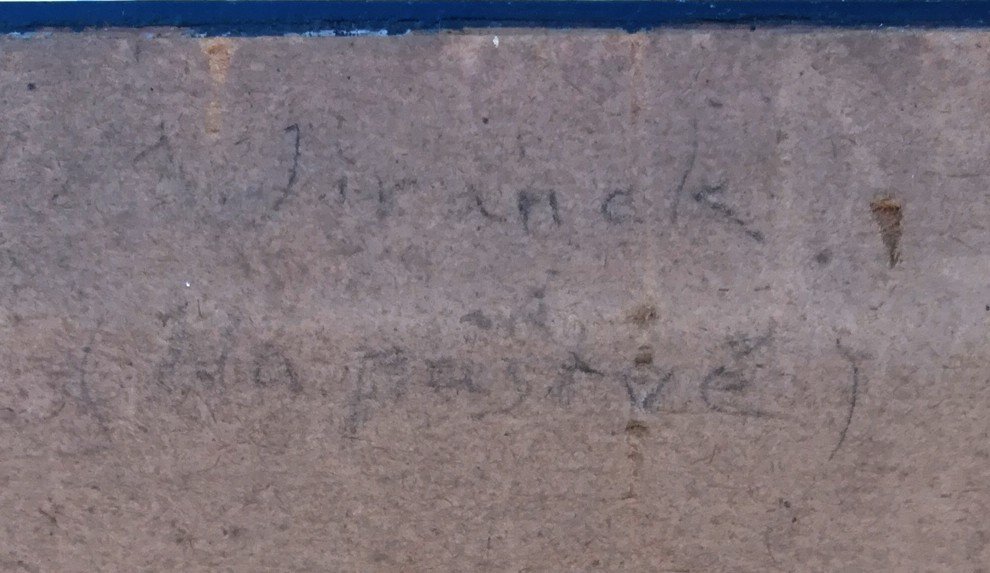 Jiránek
(Na pastvě)